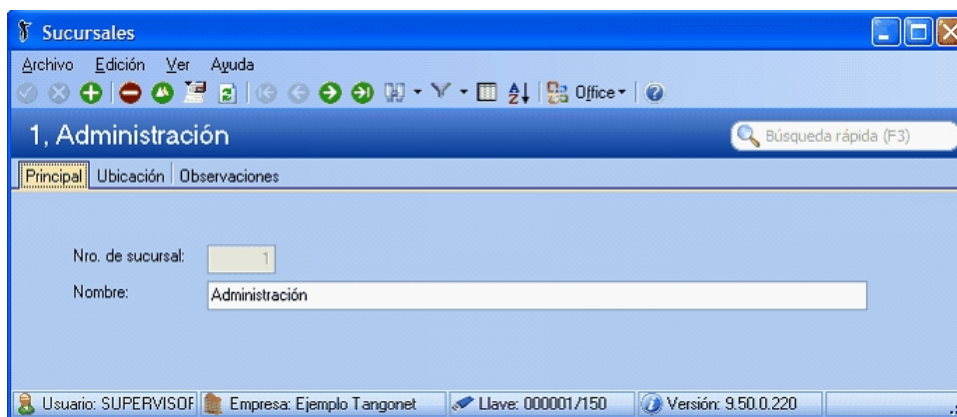 Sucursales
Archivo Edición Ver Ayuda
Office
1, Administración
Búsqueda rápida (F3)
Principal Ubicación Observaciones
Nro. de sucursal: 1
Nombre: Administración
Usuario: SUPERVISOR Empresa: Ejemplo Tangonet Llave: 000001/150 Versión: 9.50.0.220